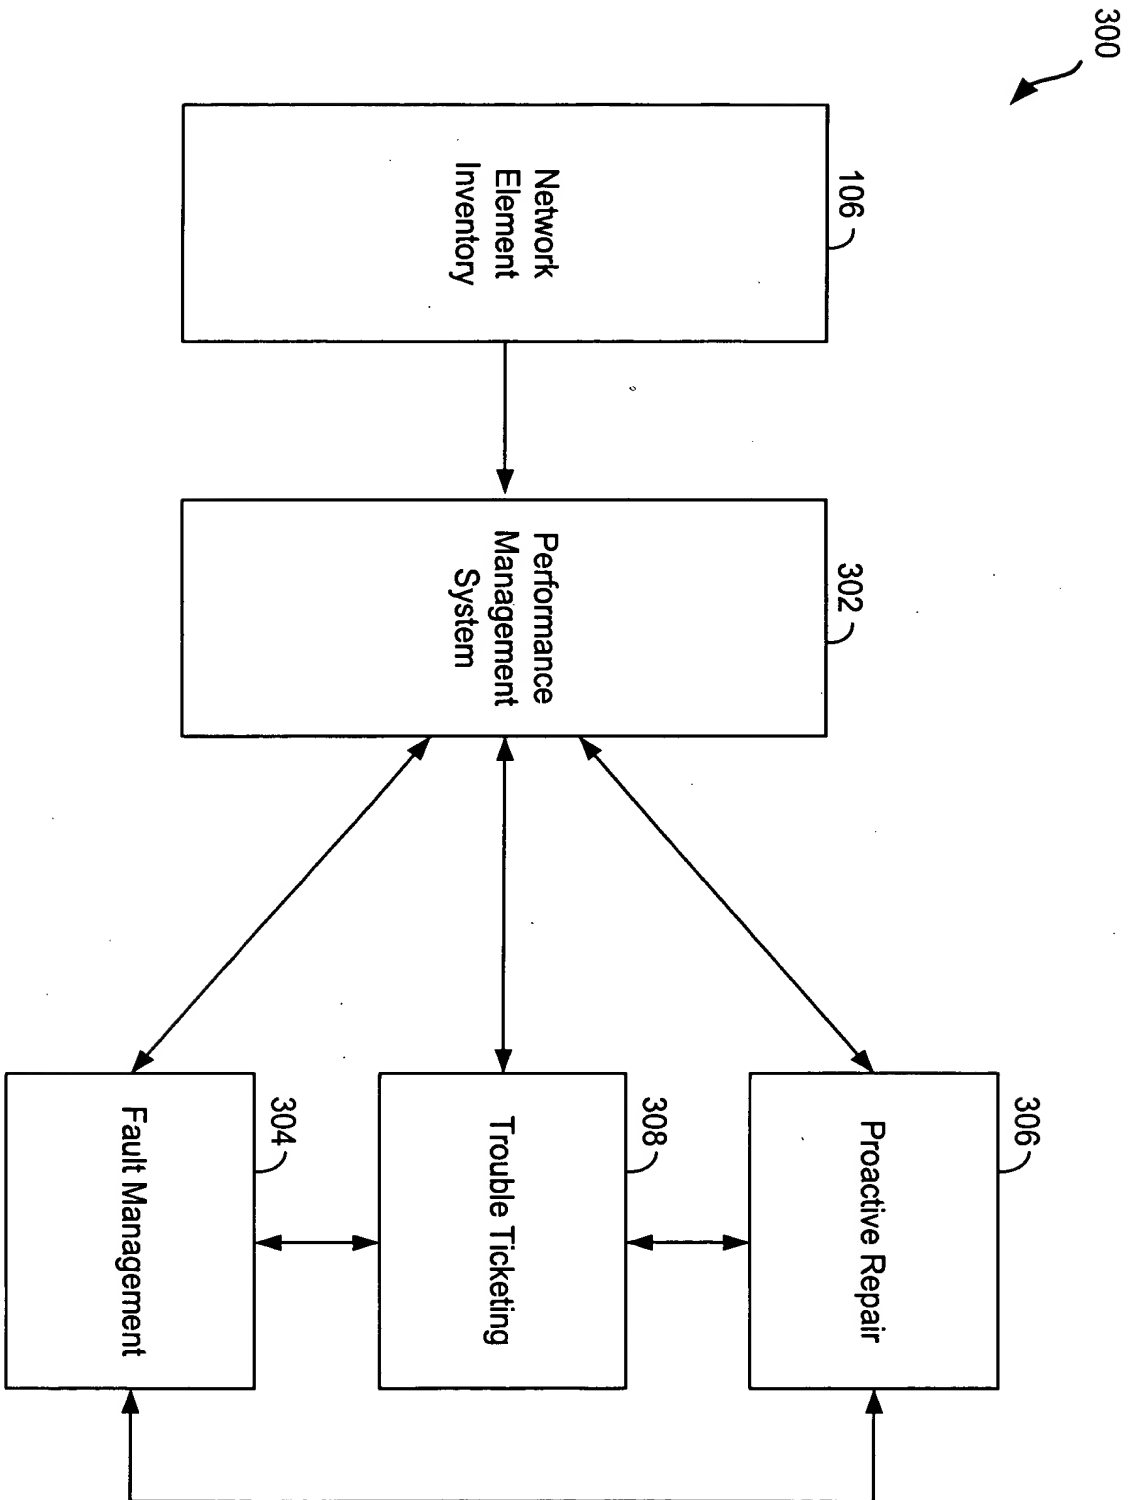 300
106
Network
Element
Inventory
302
Performance
Management
System
306
Proactive Repair
308
Trouble Ticketing
304
Fault Management